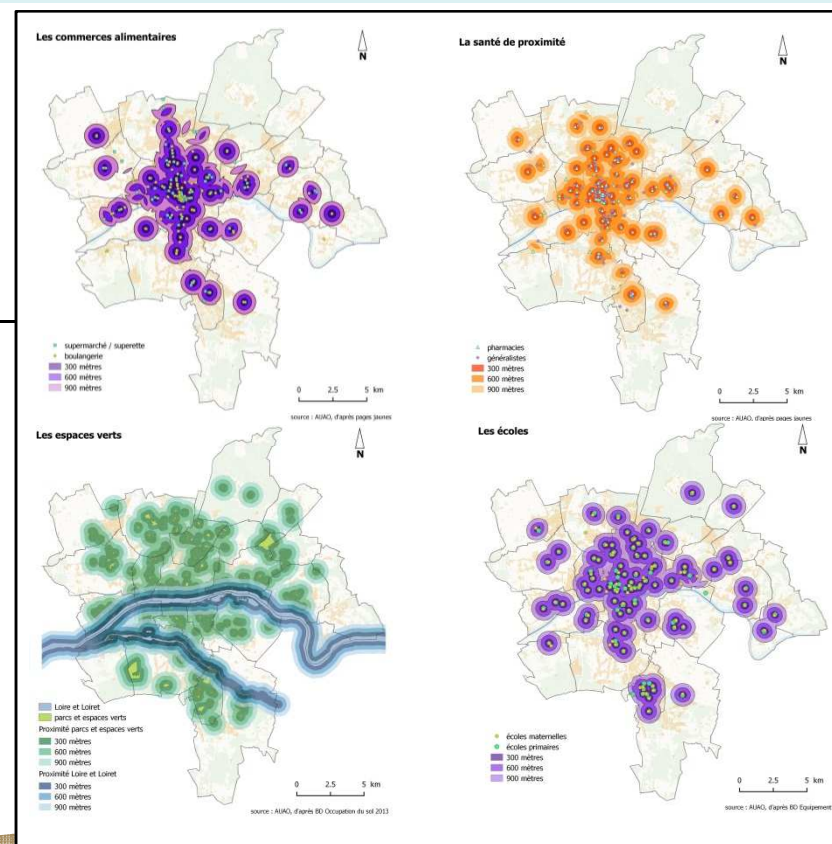 Les commerces alimentaires
N
supermarché / superette
boulangerie
300 mètres
600 mètres
900 mètres
0 2.5 5 km
source : AUAO, d'après pages jaunes
La santé de proximité
N
pharmacies
généralistes
300 mètres
600 mètres
900 mètres
0 2.5 5 km
source : AUAO, d'après pages jaunes
Les espaces verts
N
Loire et Loiret
parcs et espaces verts
Proximité parcs et espaces verts
300 mètres
600 mètres
900 mètres
Proximité Loire et Loiret
300 mètres
600 mètres
900 mètres
0 2.5 5 km
source : AUAO, d'après BD Occupation du sol 2013
Les écoles
N
écoles maternelles
écoles primaires
300 mètres
600 mètres
900 mètres
0 2.5 5 km
source : AUAO, d'après BD Equipement